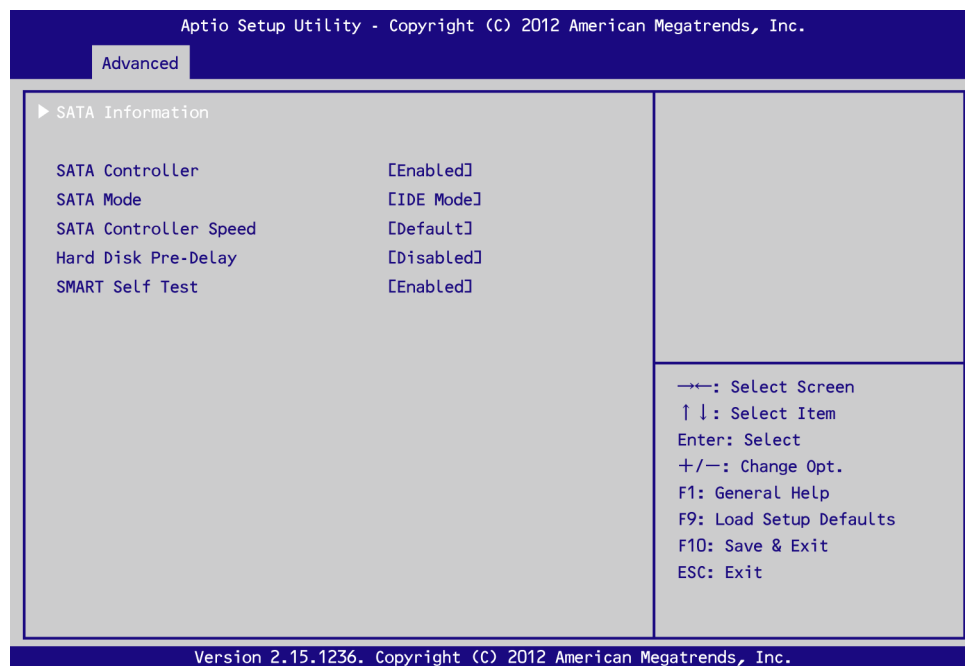 Aptio Setup Utility - Copyright (C) 2012 American Megatrends, Inc.
Advanced
▶ SATA Information
SATA Controller [Enabled]
SATA Mode [IDE Mode]
SATA Controller Speed [Default]
Hard Disk Pre-Delay [Disabled]
SMART Self Test [Enabled]
→←: Select Screen
↑↓: Select Item
Enter: Select
+/-: Change Opt.
F1: General Help
F9: Load Setup Defaults
F10: Save & Exit
ESC: Exit
Version 2.15.1236. Copyright (C) 2012 American Megatrends, Inc.